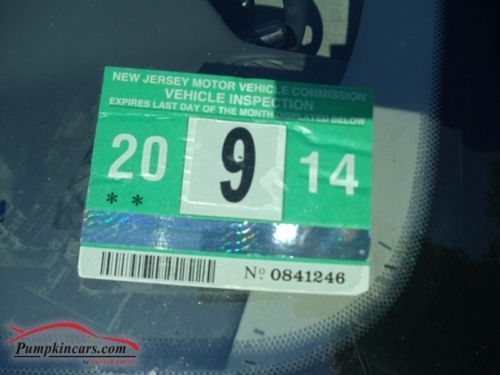 NEW JERSEY MOTOR VEHICLE COMMISSION
VEHICLE INSPECTION
EXPIRES LAST DAY OF THE MONTH DISPLAYED BELOW
20 9 14
**
Nº 0841246
Pumpkincars.com